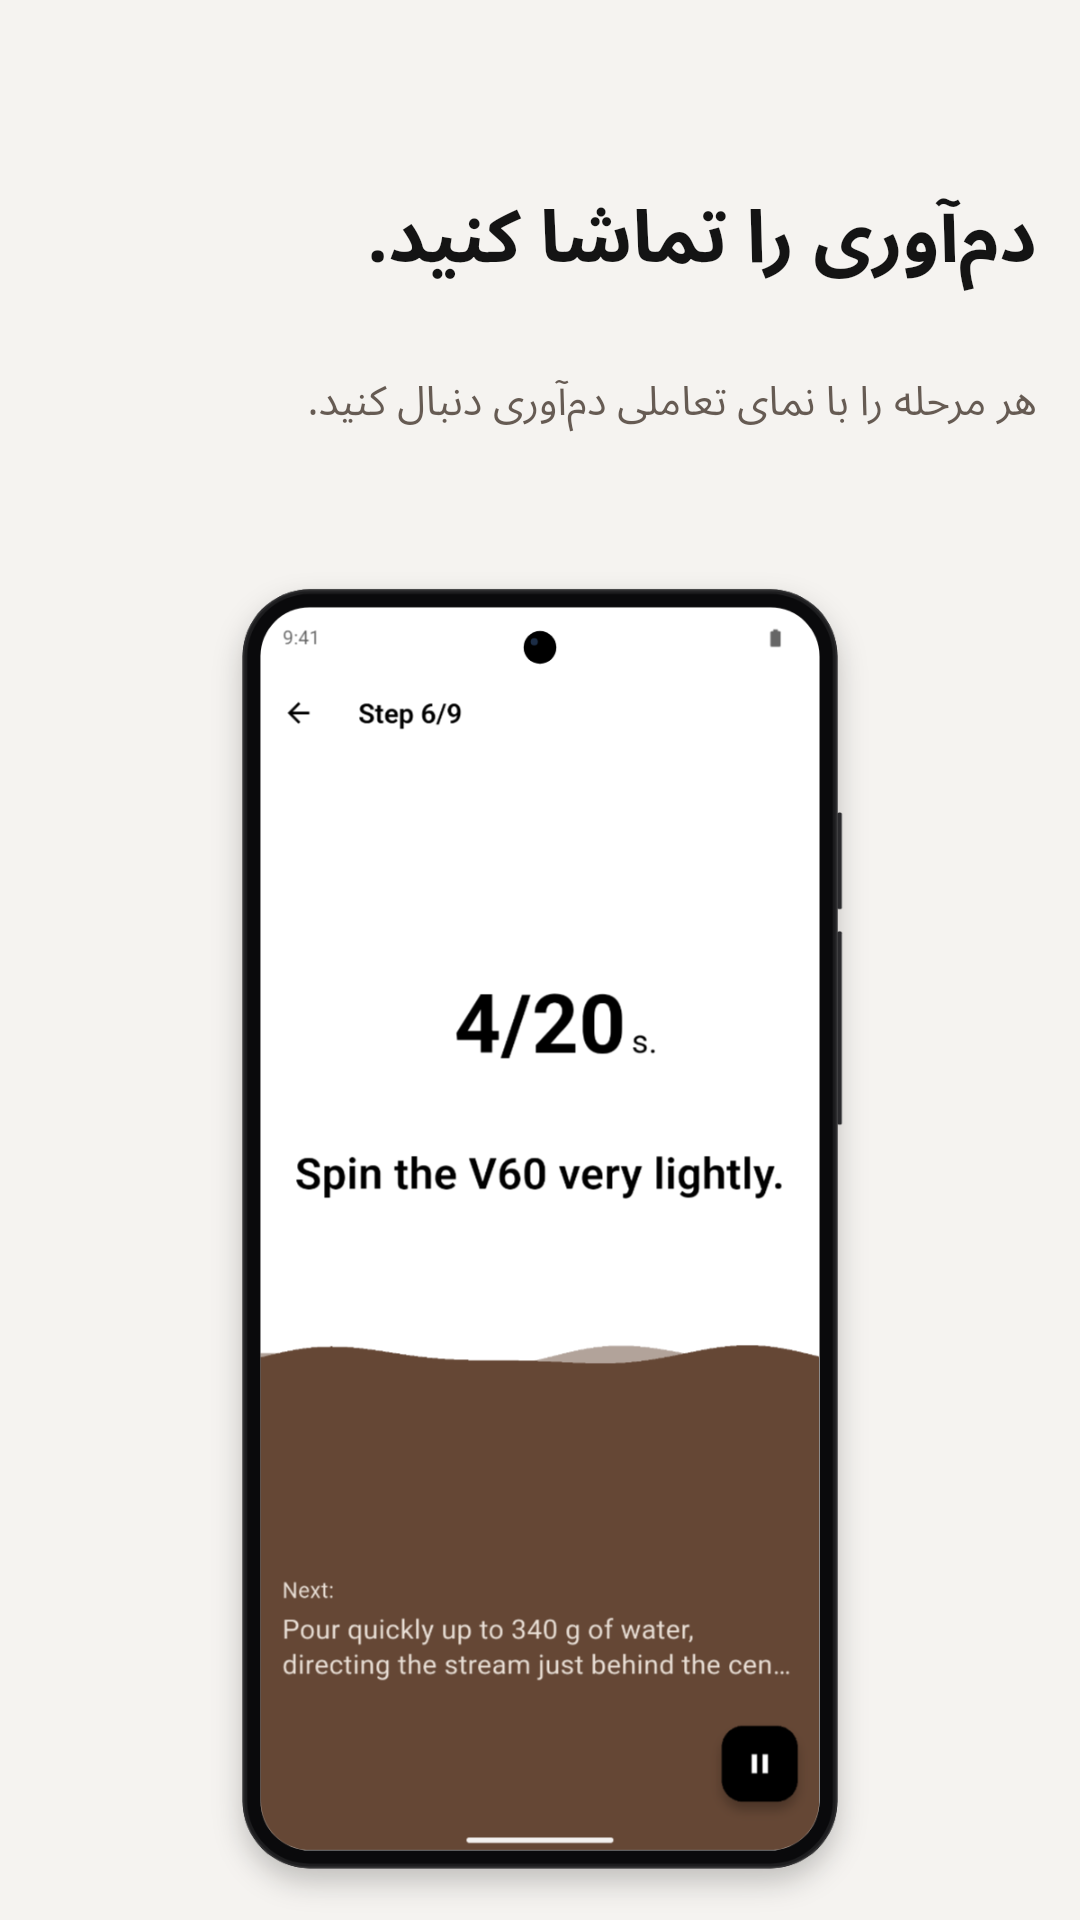 دم‌آوری را تماشا کنید.
هر مرحله را با نمای تعاملی دم‌آوری دنبال کنید.
9:41
Step 6/9
4/20 s.
Spin the V60 very lightly.
Next:
Pour quickly up to 340 g of water,
directing the stream just behind the cen…